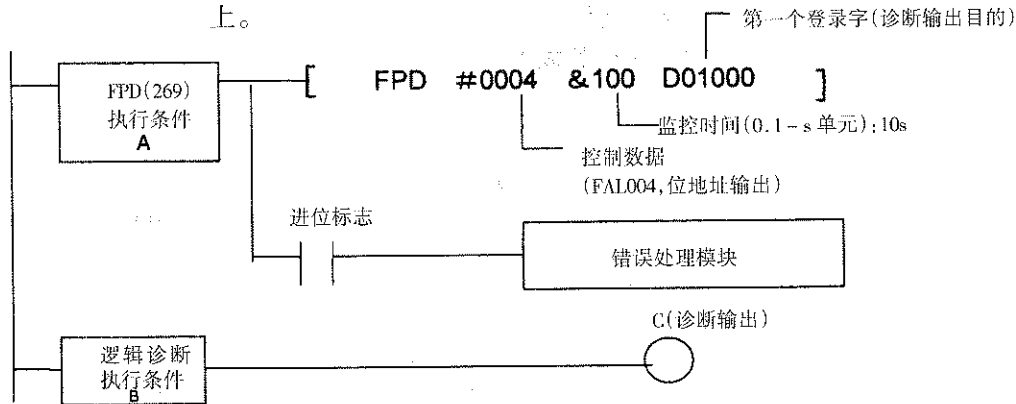 上。
第一个登录字(诊断输出目的)
FPD(269)
执行条件
A
FPD #0004 &100 D01000
监控时间(0.1-s单元):10s
控制数据
(FAL004,位地址输出)
进位标志
错误处理模块
C(诊断输出)
逻辑诊断
执行条件
B